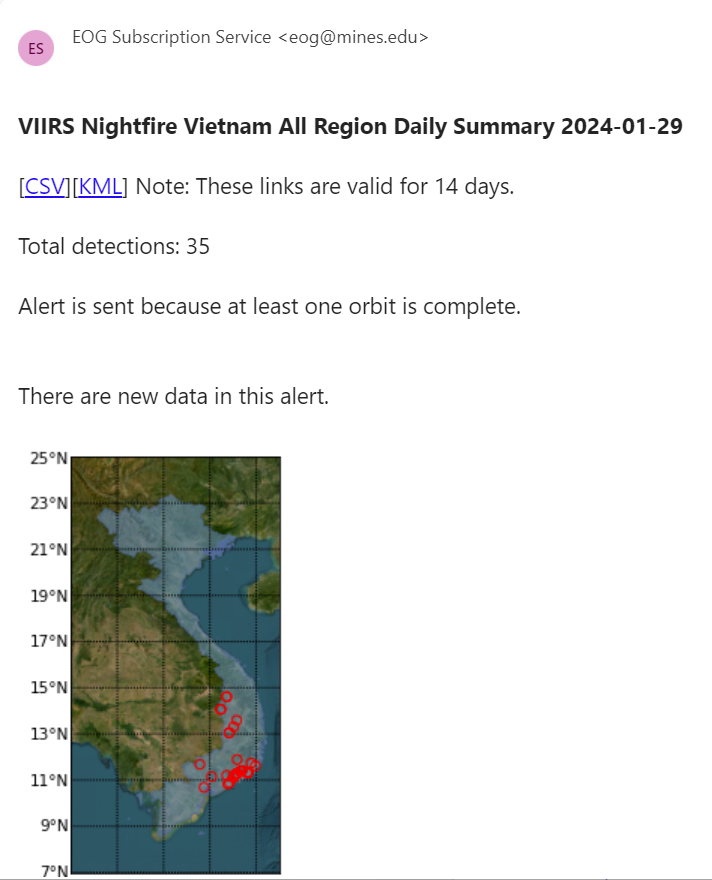 ES
EOG Subscription Service <eog@mines.edu>
VIIRS Nightfire Vietnam All Region Daily Summary 2024-01-29
[CSV][KML] Note: These links are valid for 14 days.
Total detections: 35
Alert is sent because at least one orbit is complete.
There are new data in this alert.
25°N
23°N
21°N
19°N
17°N
15°N
13°N
11°N
9°N
7°N